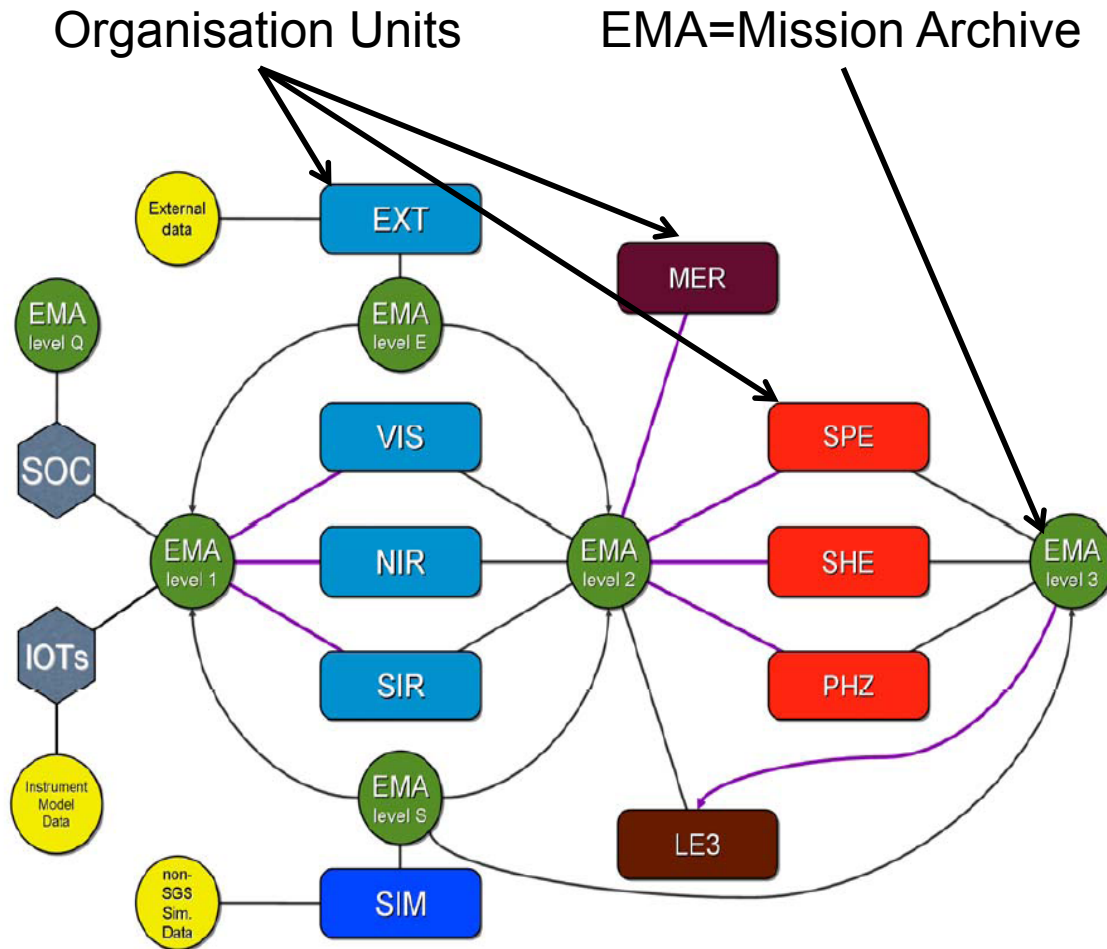 Organisation Units
EMA=Mission Archive
External
data
EXT
MER
EMA
level Q
EMA
level E
VIS
SPE
SOC
EMA
level 1
NIR
EMA
level 2
SHE
EMA
level 3
IOTs
SIR
PHZ
Instrument
Model
Data
EMA
level S
LE3
non-
SGS
Sim.
Data
SIM